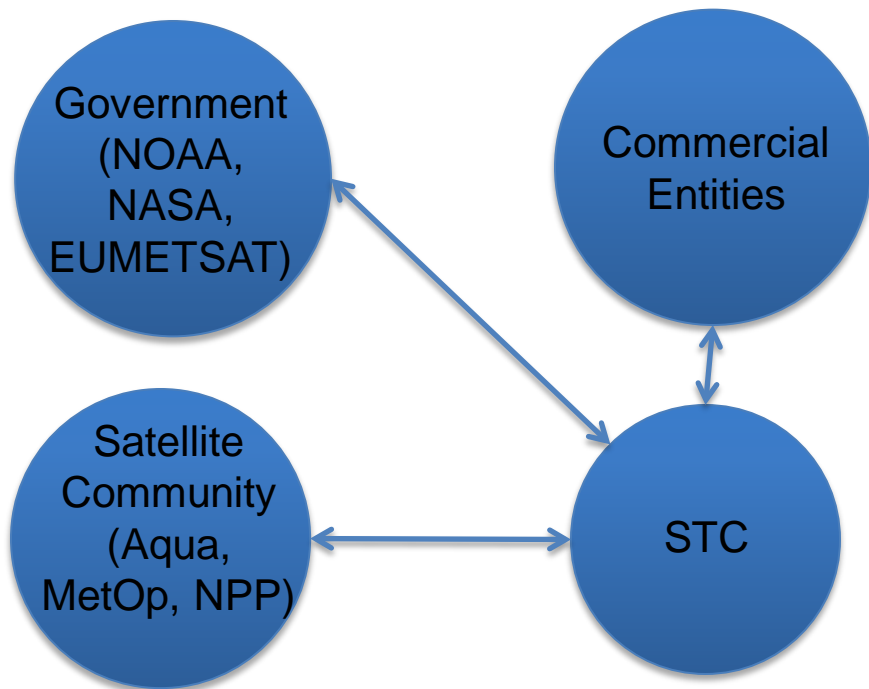 Government
(NOAA,
NASA,
EUMETSAT)
Commercial
Entities
Satellite
Community
(Aqua,
MetOp, NPP)
STC